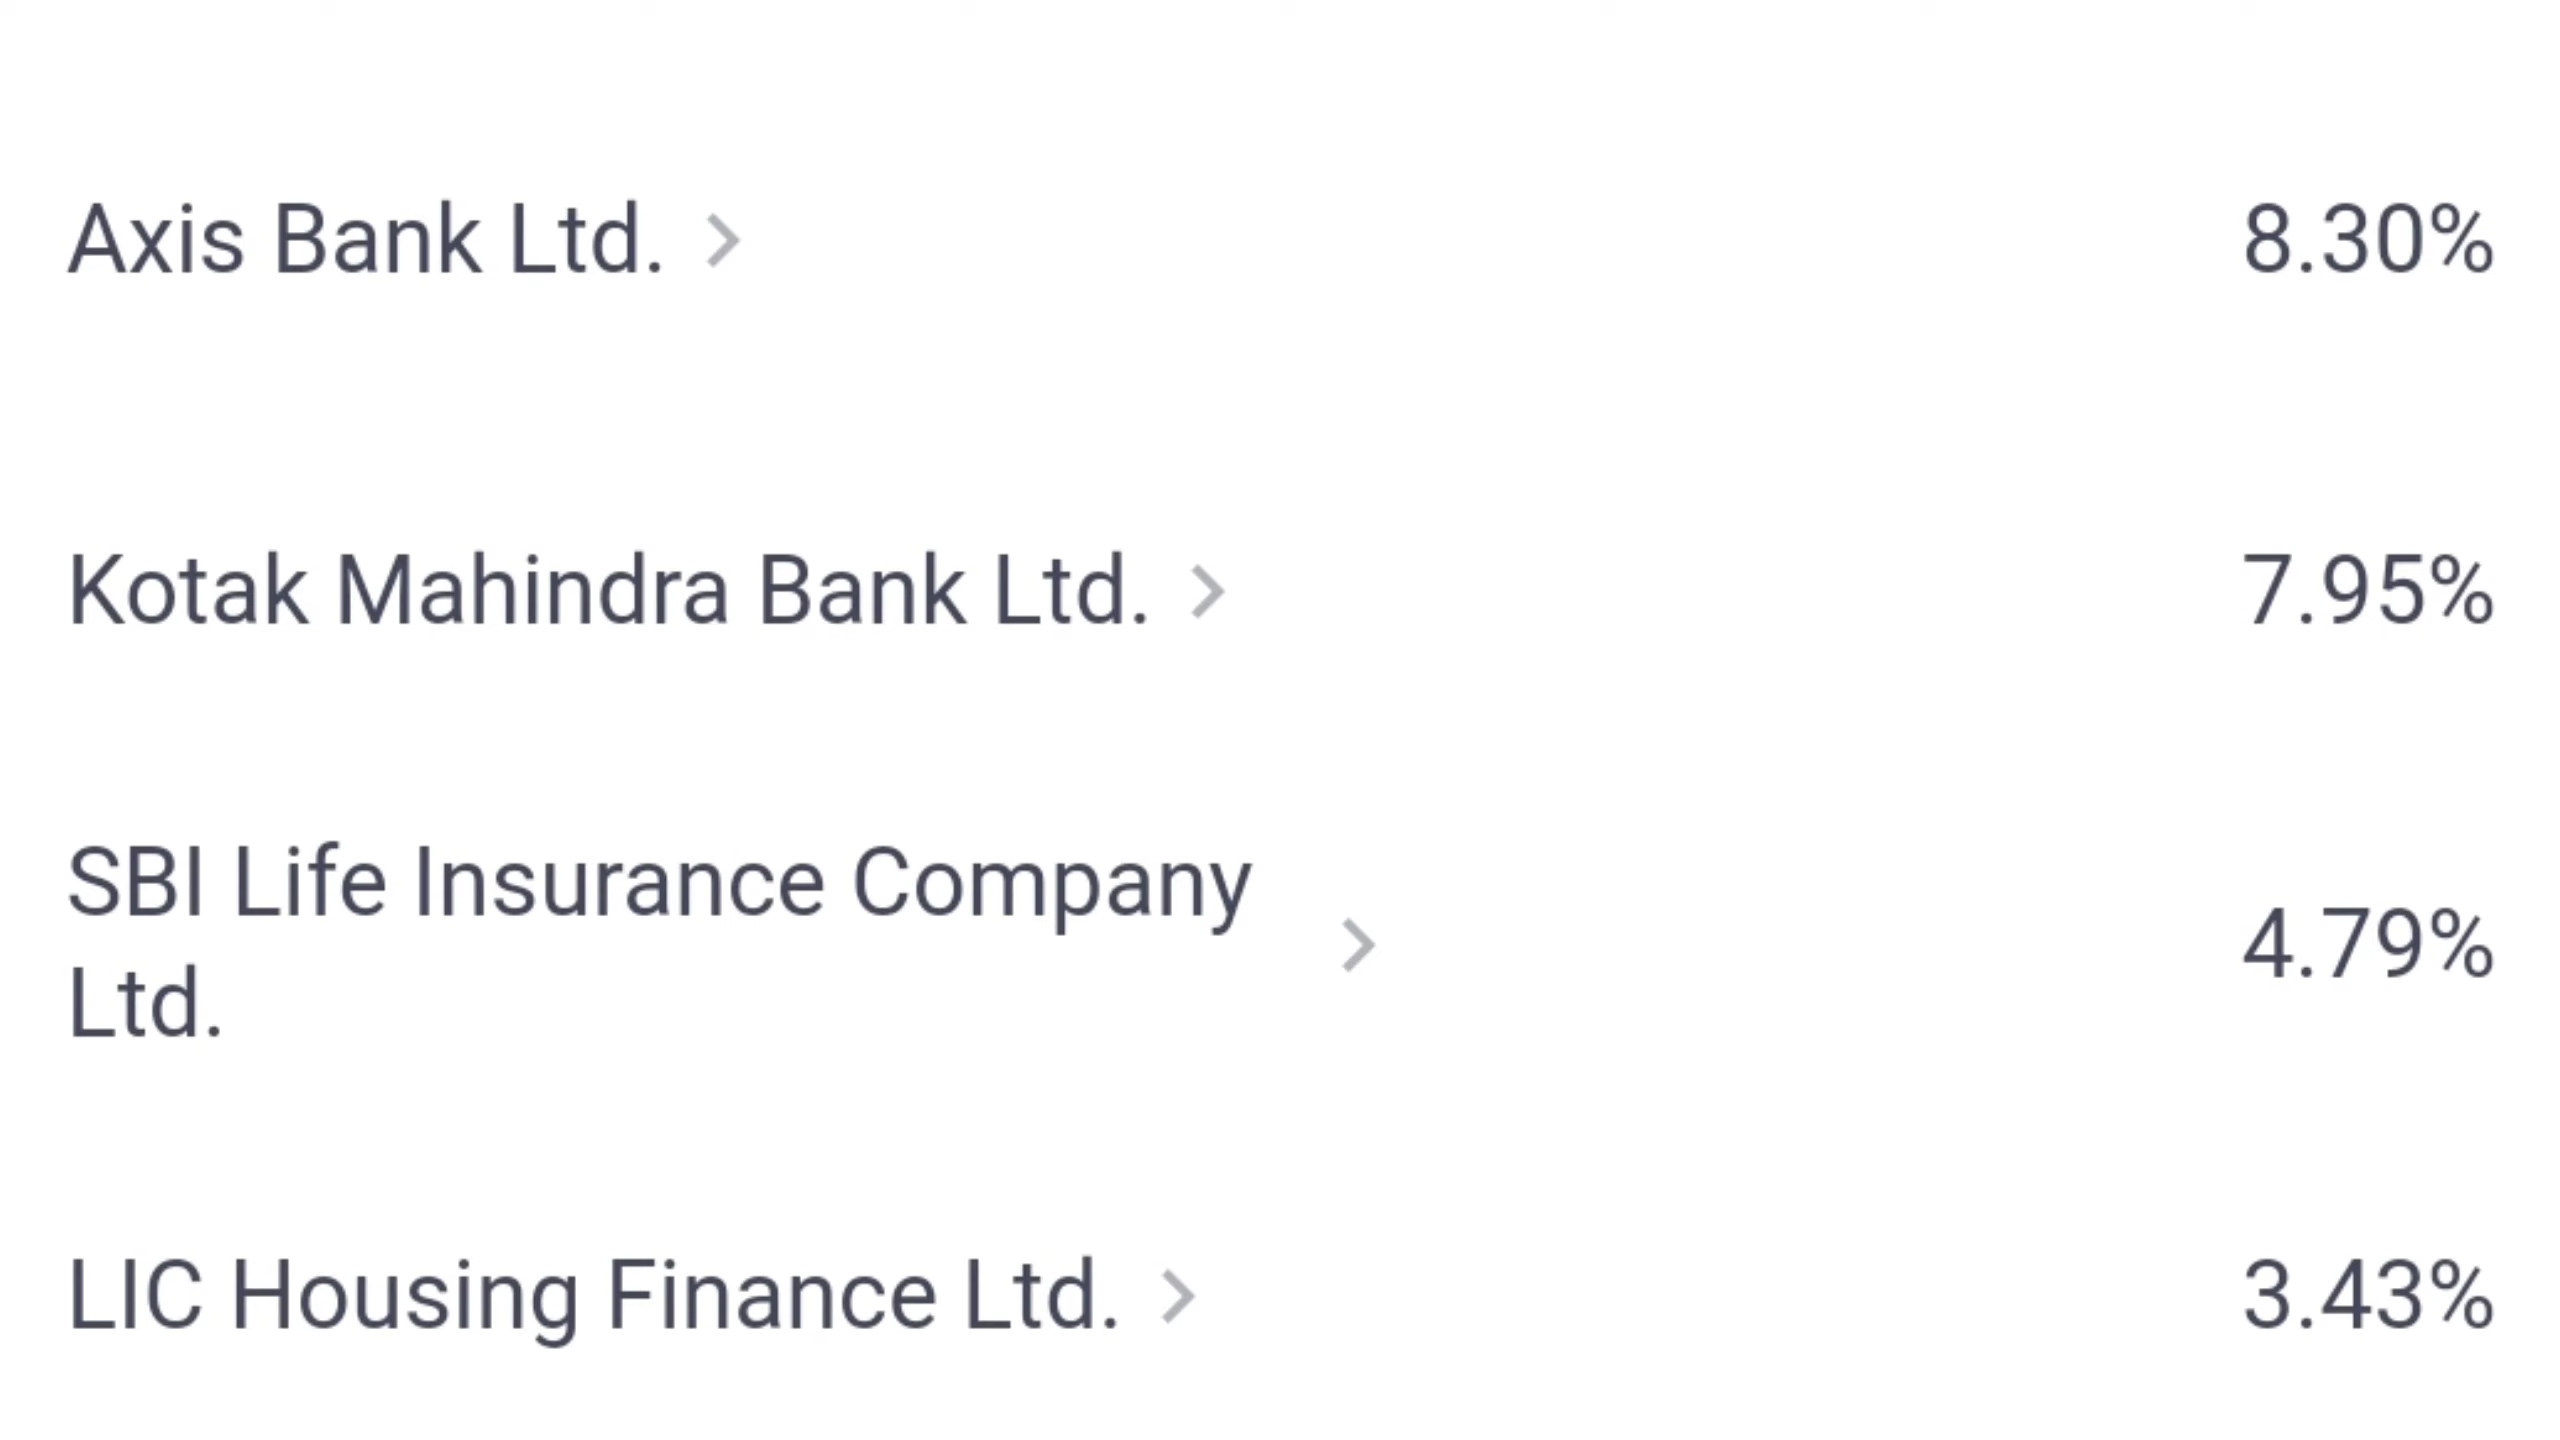 Axis Bank Ltd. > 8.30%
Kotak Mahindra Bank Ltd. > 7.95%
SBI Life Insurance Company
Ltd. > 4.79%
LIC Housing Finance Ltd. > 3.43%